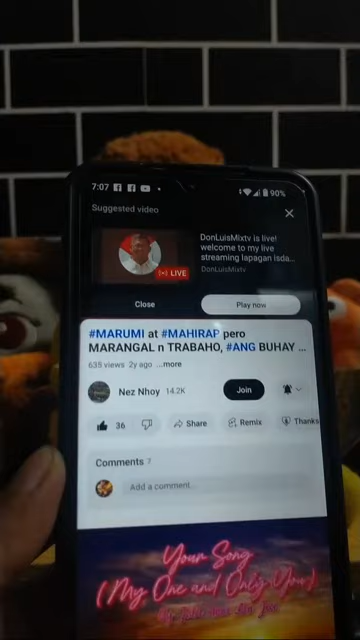 7:07
90%
Suggested video
DonLuisMixtv is live!
welcome to my live
streaming lapagan isda...
DonLuisMixtv
LIVE
Close
Play now
#MARUMI at #MAHIRAP pero
MARANGAL n TRABAHO, #ANG BUHAY ...
635 views 2y ago ...more
Nez Nhoy 14.2K
Join
36
Share
Remix
Thanks
Comments 7
Add a comment...
Your Song
(My One and Only You)